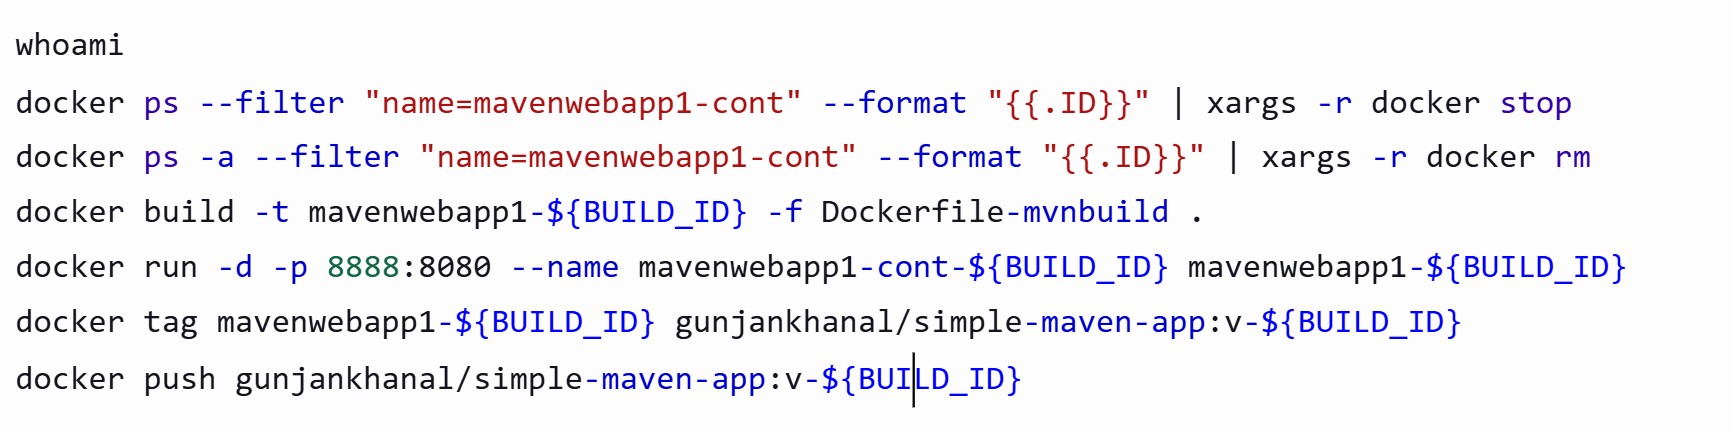 whoami
docker ps --filter "name=mavenwebapp1-cont" --format "{{.ID}}" | xargs -r docker stop
docker ps -a --filter "name=mavenwebapp1-cont" --format "{{.ID}}" | xargs -r docker rm
docker build -t mavenwebapp1-${BUILD_ID} -f Dockerfile-mvnbuild .
docker run -d -p 8888:8080 --name mavenwebapp1-cont-${BUILD_ID} mavenwebapp1-${BUILD_ID}
docker tag mavenwebapp1-${BUILD_ID} gunjankhanal/simple-maven-app:v-${BUILD_ID}
docker push gunjankhanal/simple-maven-app:v-${BUILD_ID}